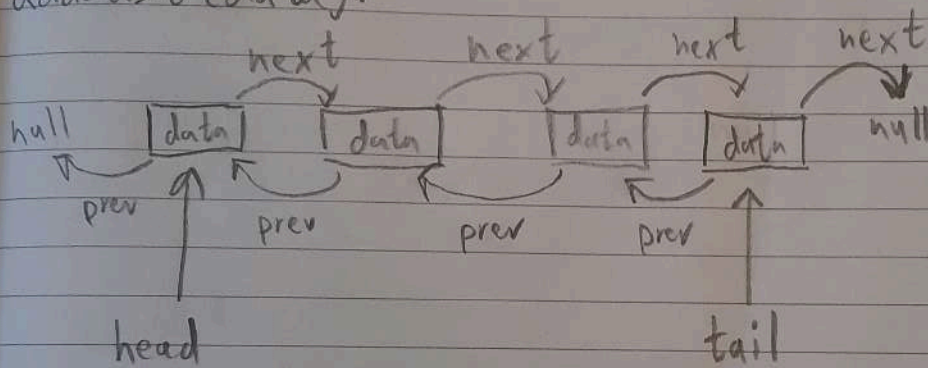 next next next next
null data data data data null
prev prev prev prev
head tail